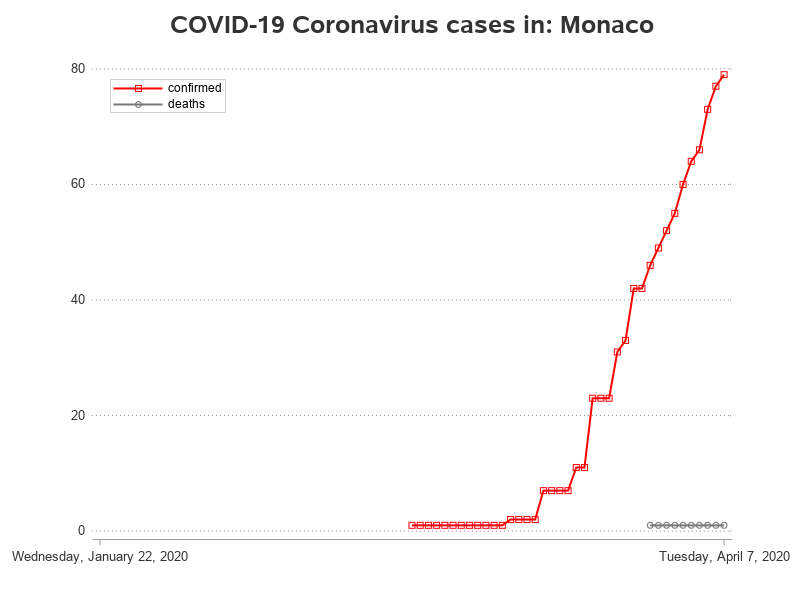 COVID-19 Coronavirus cases in: Monaco
80
confirmed
deaths
60
40
20
0
Wednesday, January 22, 2020
Tuesday, April 7, 2020